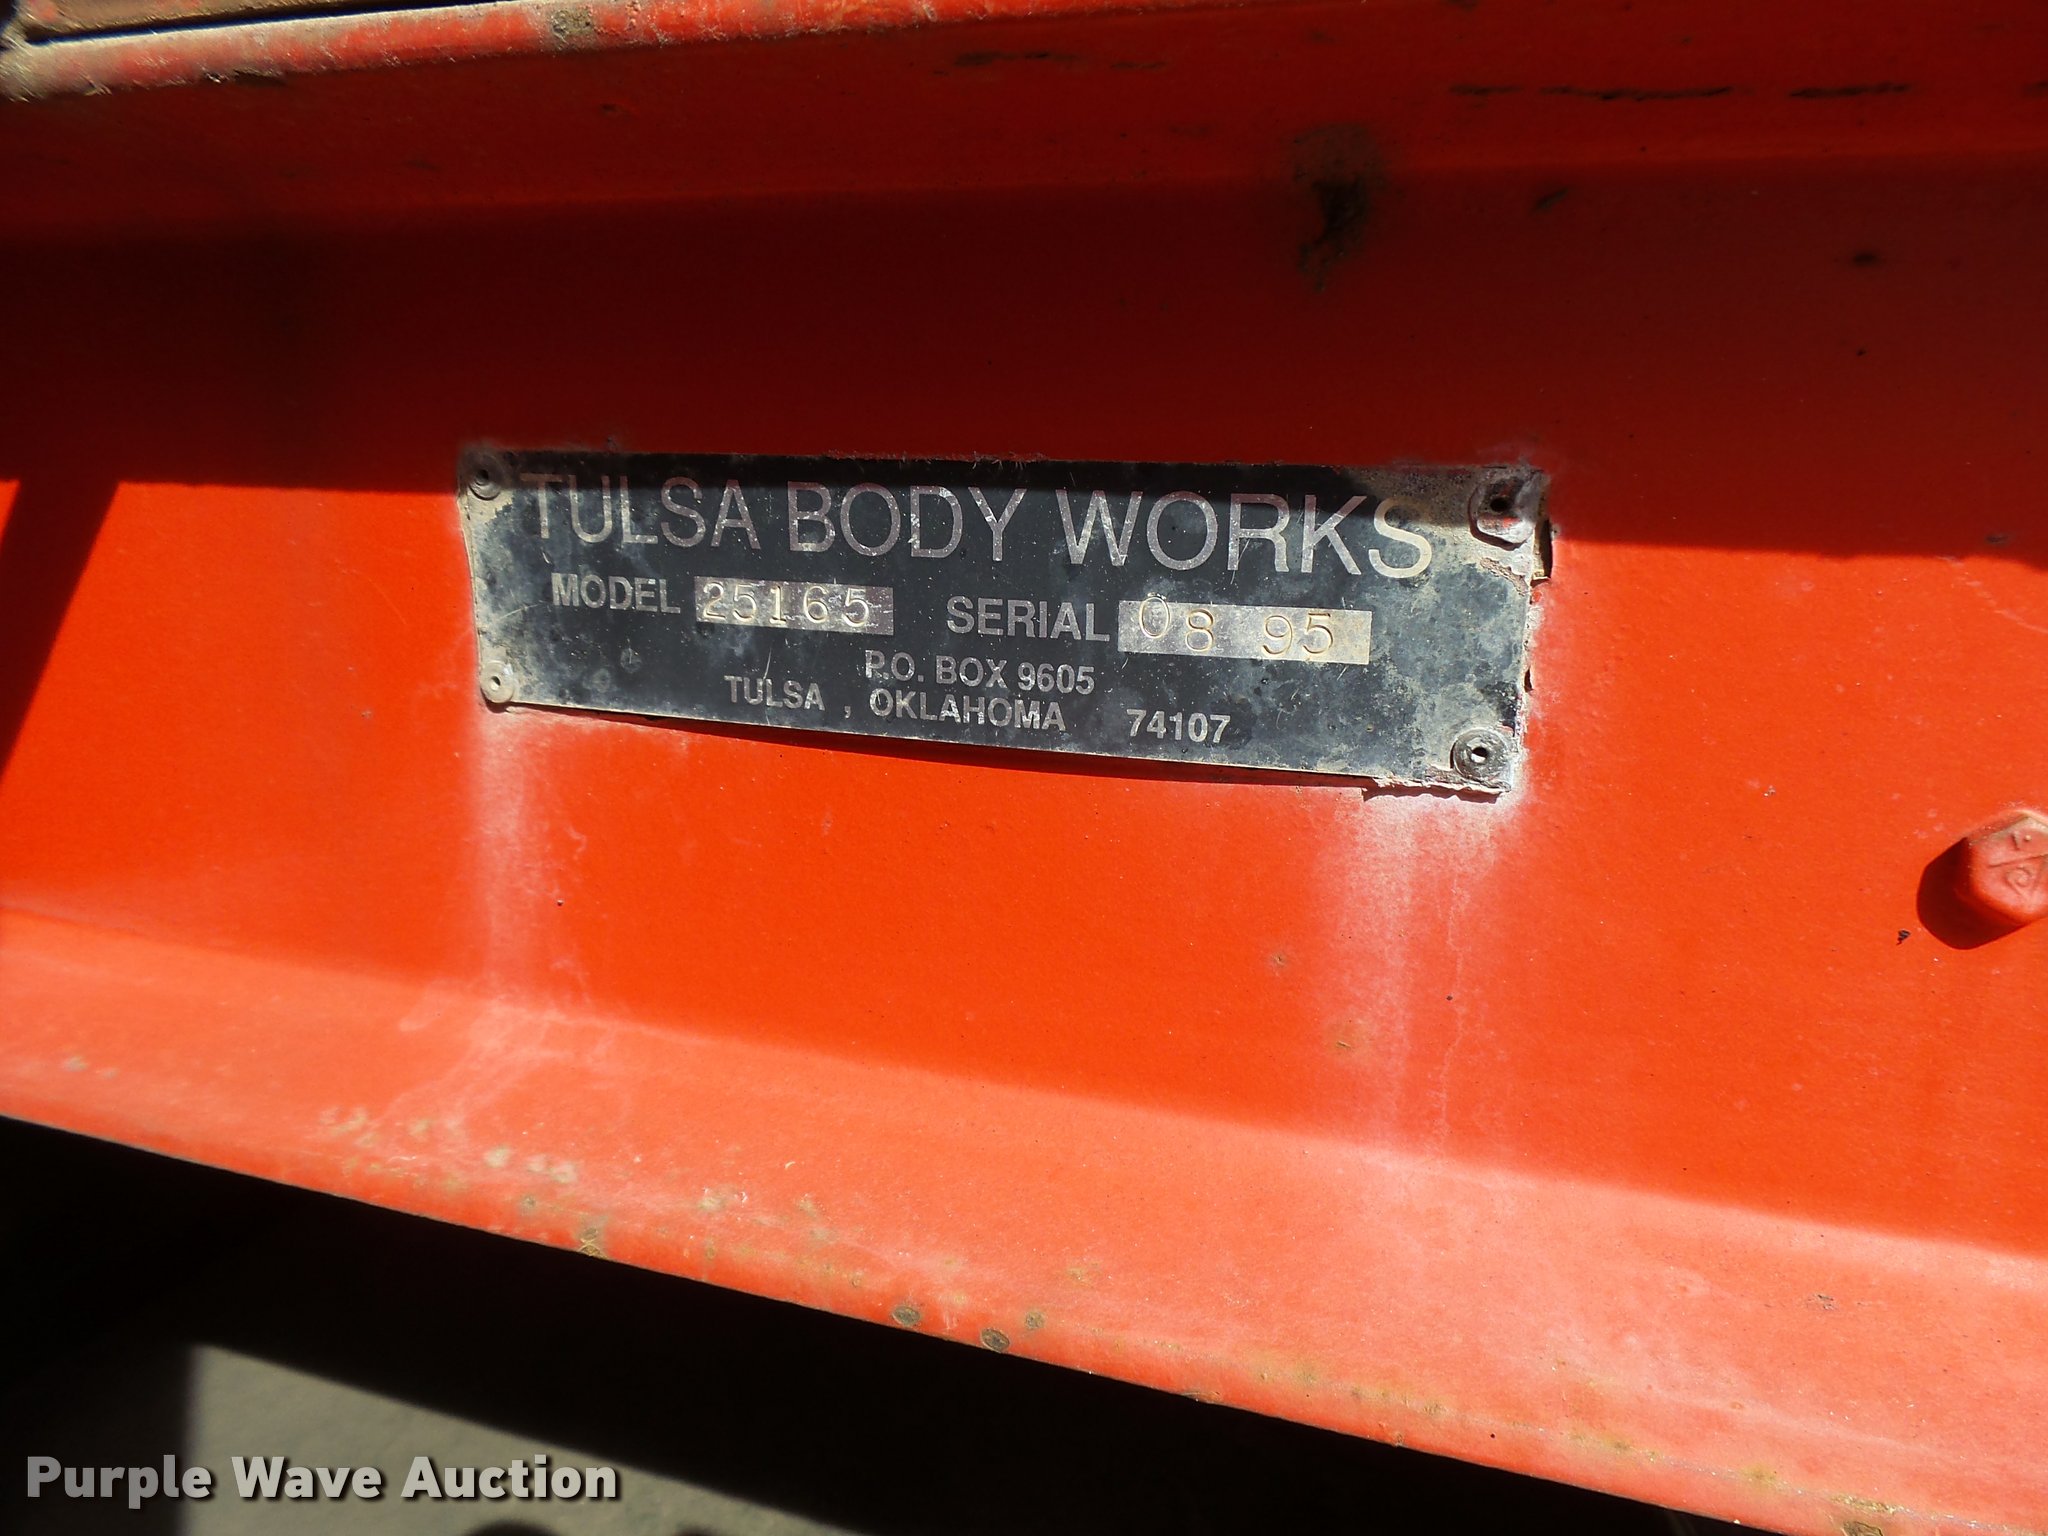 TULSA BODY WORKS
MODEL 25165 SERIAL 08 95
P.O. BOX 9605
TULSA , OKLAHOMA 74107
Purple Wave Auction